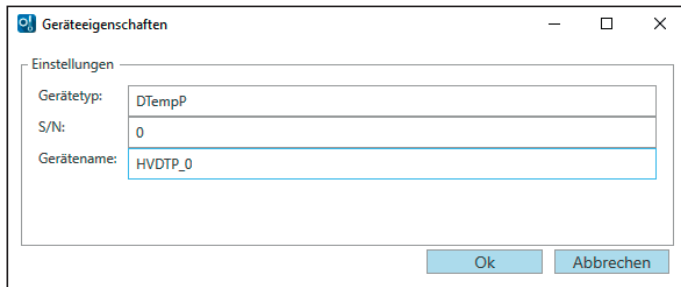 Geräteeigenschaften
Einstellungen
Gerätetyp: DTempP
S/N: 0
Gerätename: HVDTP_0
Ok Abbrechen